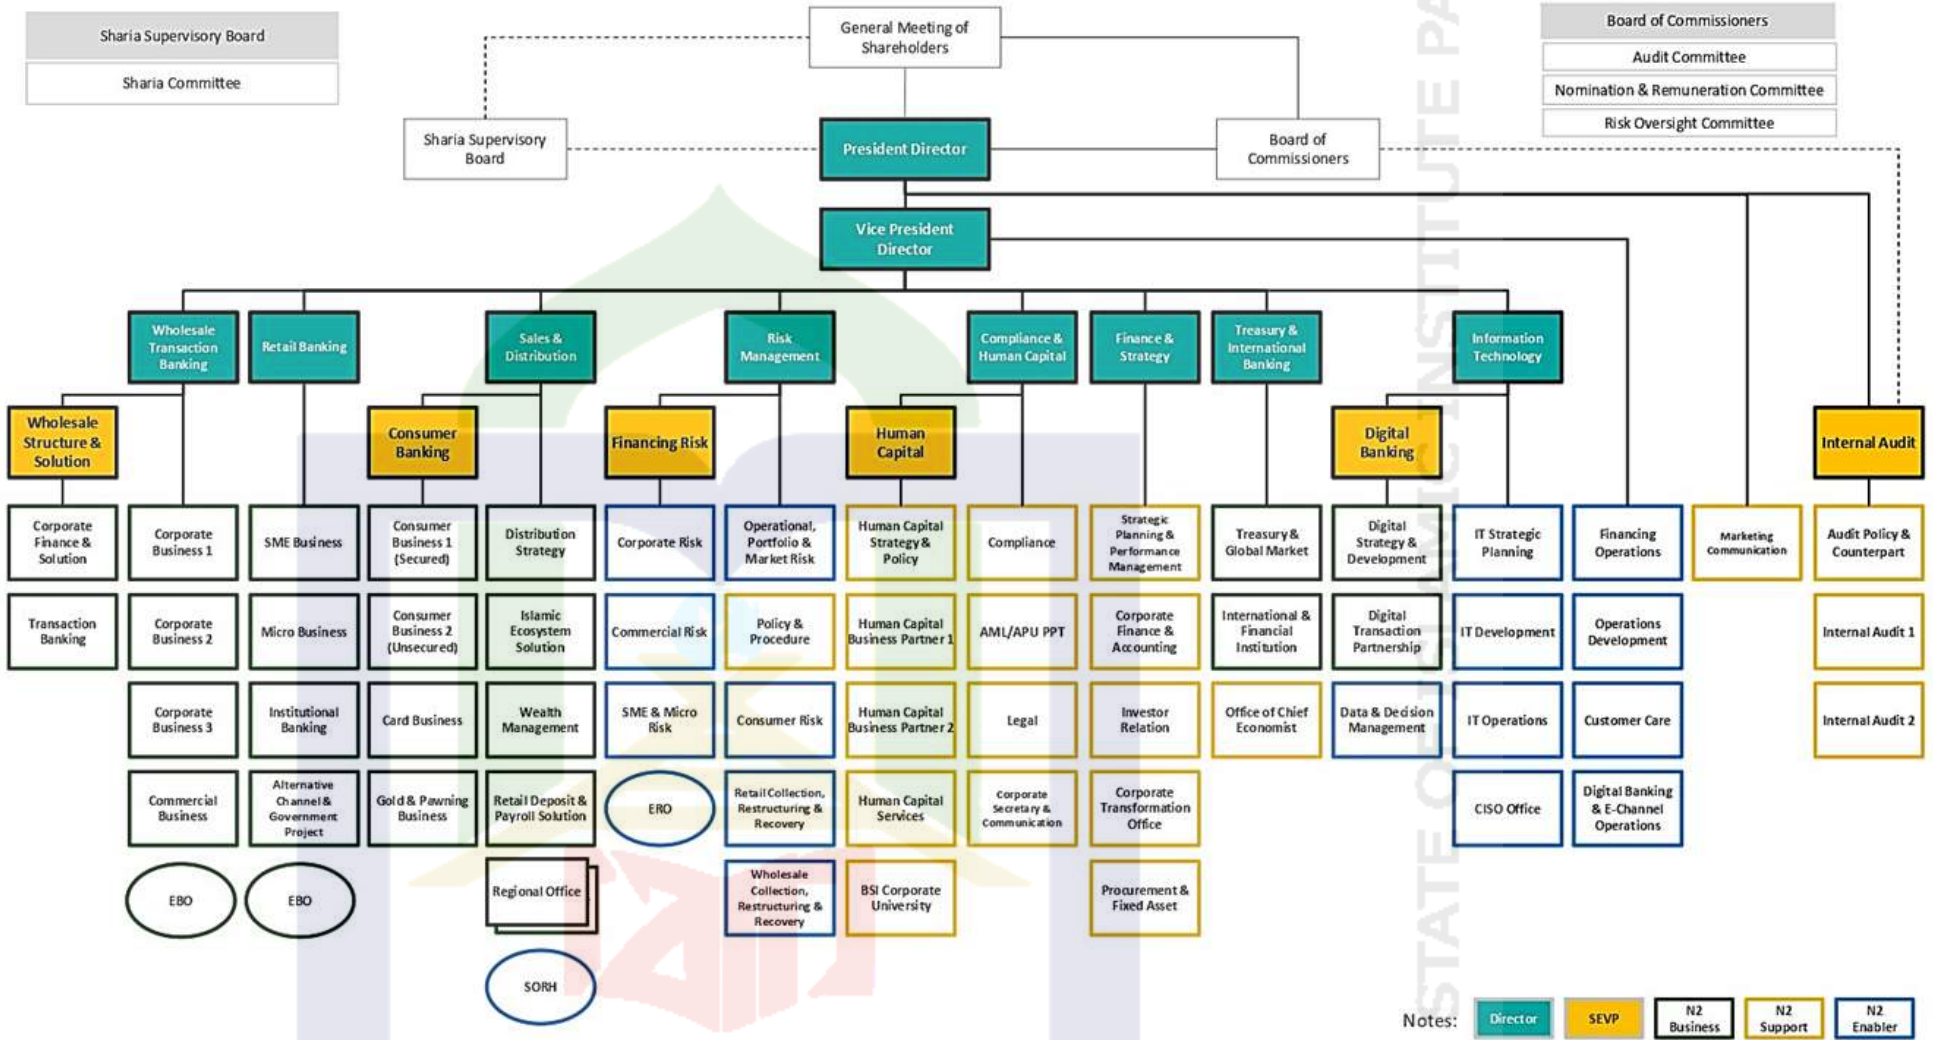 Sharia Supervisory Board
Sharia Committee
General Meeting of
Shareholders
Board of Commissioners
Audit Committee
Nomination & Remuneration Committee
Risk Oversight Committee
Sharia Supervisory
Board
President Director
Board of
Commissioners
Vice President
Director
Wholesale
Transaction
Banking
Retail Banking
Sales &
Distribution
Risk
Management
Compliance &
Human Capital
Finance &
Strategy
Treasury &
International
Banking
Information
Technology
Wholesale
Structure &
Solution
Consumer
Banking
Financing Risk
Human
Capital
Digital
Banking
Internal Audit
Corporate
Finance &
Solution
Corporate
Business 1
SME Business
Consumer
Business 1
(Secured)
Distribution
Strategy
Corporate Risk
Operational,
Portfolio &
Market Risk
Human Capital
Strategy &
Policy
Compliance
Strategic
Planning &
Performance
Management
Treasury &
Global Market
Digital
Strategy &
Development
IT Strategic
Planning
Financing
Operations
Marketing
Communication
Audit Policy &
Counterpart
Transaction
Banking
Corporate
Business 2
Micro Business
Consumer
Business 2
(Unsecured)
Islamic
Ecosystem
Solution
Commercial Risk
Policy &
Procedure
Human Capital
Business Partner 1
AML/APU PPT
Corporate
Finance &
Accounting
International &
Financial
Institution
Digital
Transaction
Partnership
IT Development
Operations
Development
Internal Audit 1
Corporate
Business 3
Institutional
Banking
Card Business
Wealth
Management
SME & Micro
Risk
Consumer Risk
Human Capital
Business Partner 2
Legal
Investor
Relation
Office of Chief
Economist
Data & Decision
Management
IT Operations
Customer Care
Internal Audit 2
Commercial
Business
Alternative
Channel &
Government
Project
Gold & Pawning
Business
Retail Deposit &
Payroll Solution
ERO
Retail Collection,
Restructuring &
Recovery
Human Capital
Services
Corporate
Secretary &
Communication
Corporate
Transformation
Office
CISO Office
Digital Banking
& E-Channel
Operations
EBO
EBO
Regional Office
Wholesale
Collection,
Restructuring &
Recovery
BSI Corporate
University
Procurement &
Fixed Asset
SORH
Notes:
Director
SEVP
N2
Business
N2
Support
N2
Enabler
STATE OF ISLAMIC INSTITUTE PA